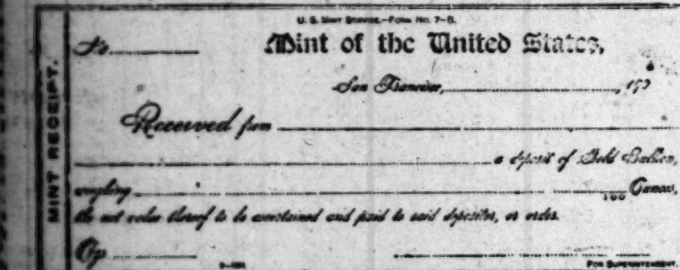 U. S. MINT SERVICE.—FORM NO. 7-B.
No.
Mint of the United States,
San Francisco, , 190
Received from
a deposit of Gold Bullion,
weighing 100 Ounces,
the net value thereof to be ascertained and paid to said depositor, or order.
MINT RECEIPT.
FOR SUPERINTENDENT.